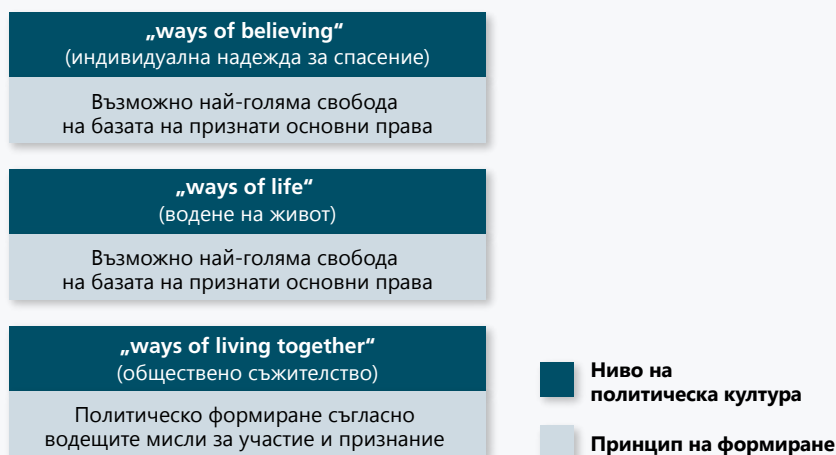 „ways of believing“
(индивидуална надежда за спасение)
Възможно най-голяма свобода
на базата на признати основни права
„ways of life“
(водене на живот)
Възможно най-голяма свобода
на базата на признати основни права
„ways of living together“
(обществено съжителство)
Политическо формиране съгласно
водещите мисли за участие и признание
Ниво на
политическа култура
Принцип на формиране